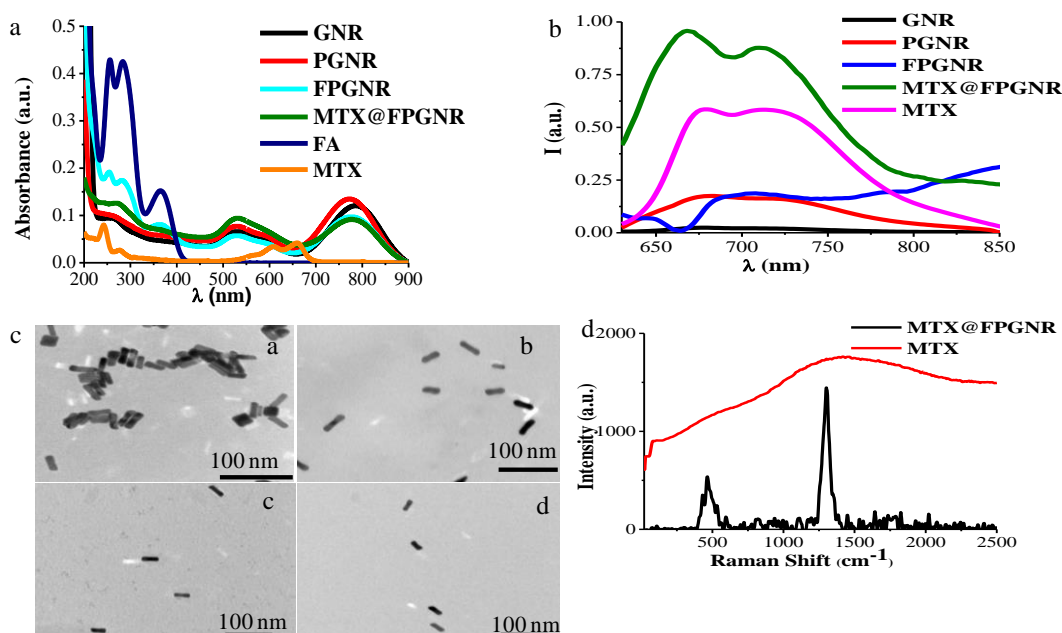 a
Absorbance (a.u.)
0.5
0.4
0.3
0.2
0.1
0.0
200 300 400 500 600 700 800 900
λ (nm)
GNR
PGNR
FPGNR
MTX@FPGNR
FA
MTX
b
I (a.u.)
1.00
0.75
0.50
0.25
0.00
650 700 750 800 850
λ (nm)
GNR
PGNR
FPGNR
MTX@FPGNR
MTX
c
a
100 nm
b
100 nm
c
100 nm
d
100 nm
d
Intensity (a.u.)
2000
1000
0
500 1000 1500 2000 2500
Raman Shift (cm-1)
MTX@FPGNR
MTX